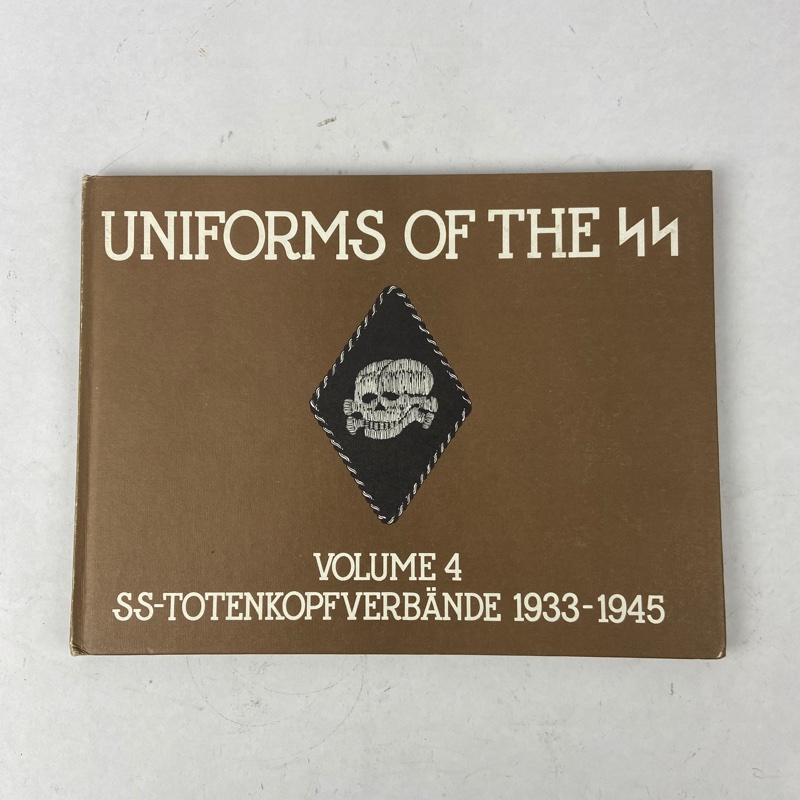 UNIFORMS OF THE ᛋᛋ
VOLUME 4
SS-TOTENKOPFVERBÄNDE 1933-1945